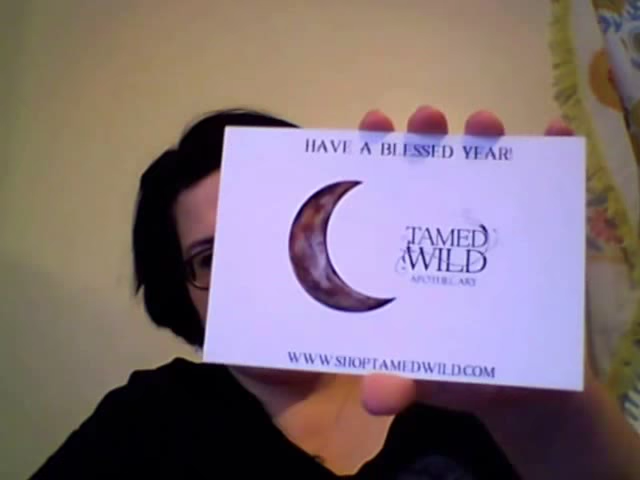 HAVE A BLESSED YEAR!
TAMED
WILD
APOTHECARY
WWW.SHOPTAMEDWILD.COM